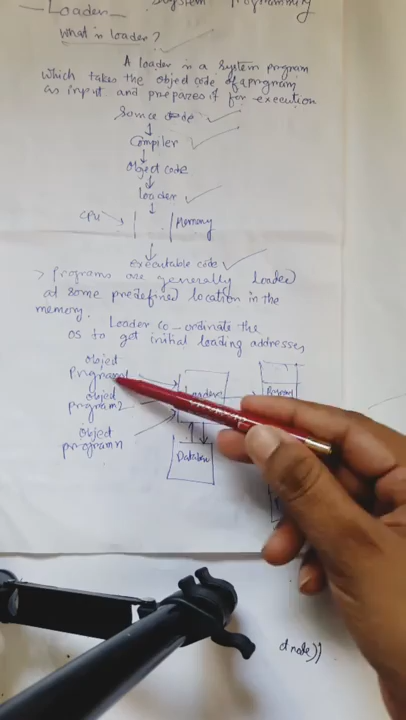 Loader
System Programming
What is loader?
A loader is a system program
which takes the object code of a program
as input and prepares it for execution
Source code
Compiler
Object code
loader
CPU
Memory
executable code
> Programs are generally Loaded
at some predefined location in the
memory.
Loader co-ordinate the
OS to get initial loading addresses,
Object
Program1
Object
program2
Object
programn
Loader
Program
Databas
d node))